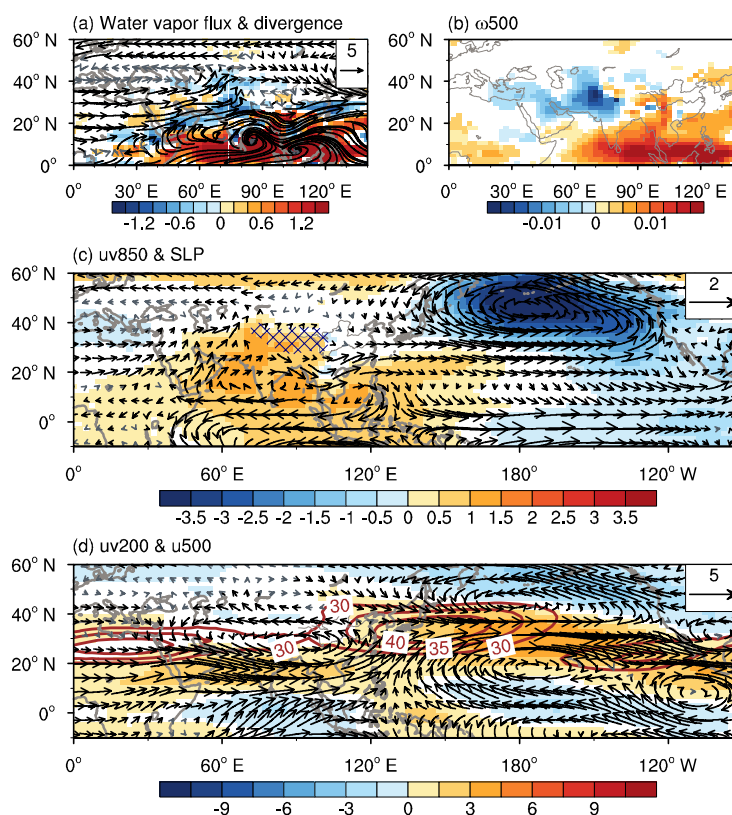 (a) Water vapor flux & divergence
5
60° N
40° N
20° N
0°
0° 30° E 60° E 90° E 120° E
-1.2 -0.6 0 0.6 1.2
(b) ω500
60° N
40° N
20° N
0°
0° 30° E 60° E 90° E 120° E
-0.01 0 0.01
(c) uv850 & SLP
2
60° N
40° N
20° N
0°
0° 60° E 120° E 180° 120° W
-3.5 -3 -2.5 -2 -1.5 -1 -0.5 0 0.5 1 1.5 2 2.5 3 3.5
(d) uv200 & u500
5
60° N
40° N
20° N
0°
30
30 40 35 30
0° 60° E 120° E 180° 120° W
-9 -6 -3 0 3 6 9